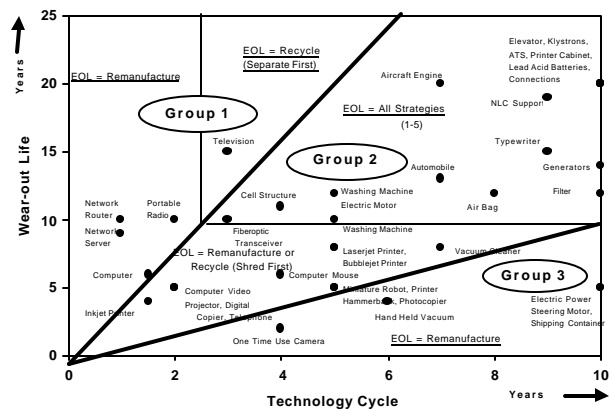 25
20
15
10
5
0
Years
Wear-out Life
EOL = Recycle
(Separate First)
EOL = Remanufacture
Group 1
Television
Elevator, Klystrons,
ATS, Printer Cabinet,
Lead Acid Batteries,
Connections
Aircraft Engine
EOL = All Strategies
(1-5)
NLC Support
Group 2
Typewriter
Automobile
Generators
Network
Router
Portable
Radio
Cell Structure
Washing Machine
Electric Motor
Air Bag
Filter
Network
Server
Fiberoptic
Transceiver
Washing Machine
EOL = Remanufacture or
Recycle (Shred First)
Laserjet Printer,
Bubblejet Printer
Vacuum Cleaner
Computer
Computer Mouse
Group 3
Computer Video
Projector, Digital
Copier, Telephone
Miniature Robot, Printer
Hammerbank, Photocopier
Inkjet Printer
Hand Held Vacuum
Electric Power
Steering Motor,
Shipping Container
One Time Use Camera
EOL = Remanufacture
0
2
4
6
8
10
Technology Cycle
Years